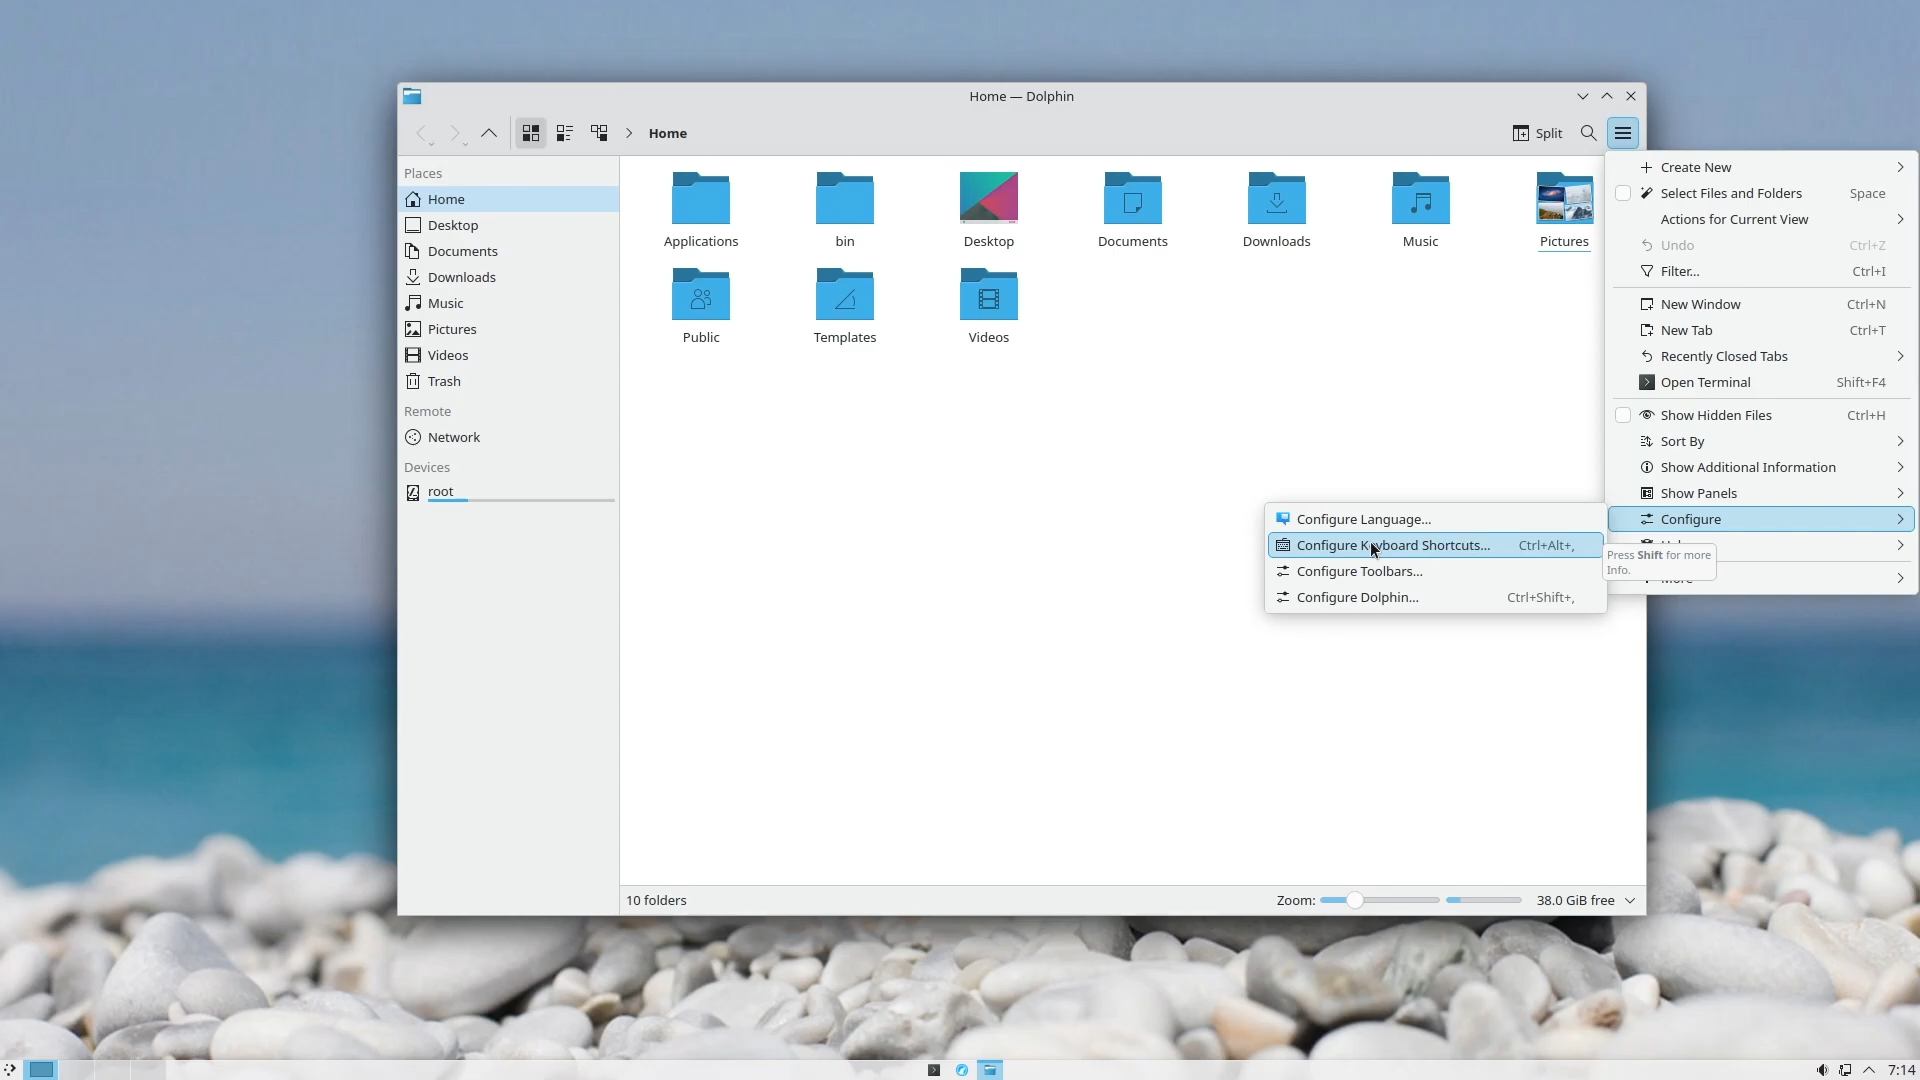 Home — Dolphin
Home
Split
Places
Home
Desktop
Documents
Downloads
Music
Pictures
Videos
Trash
Remote
Network
Devices
root
Applications
bin
Desktop
Documents
Downloads
Music
Pictures
Public
Templates
Videos
Create New
Select Files and Folders Space
Actions for Current View
Undo Ctrl+Z
Filter... Ctrl+I
New Window Ctrl+N
New Tab Ctrl+T
Recently Closed Tabs
Open Terminal Shift+F4
Show Hidden Files Ctrl+H
Sort By
Show Additional Information
Show Panels
Configure
Configure Language...
Configure Keyboard Shortcuts... Ctrl+Alt+,
Configure Toolbars...
Configure Dolphin... Ctrl+Shift+,
Press Shift for more
Info.
10 folders
Zoom:
38.0 GiB free
7:14